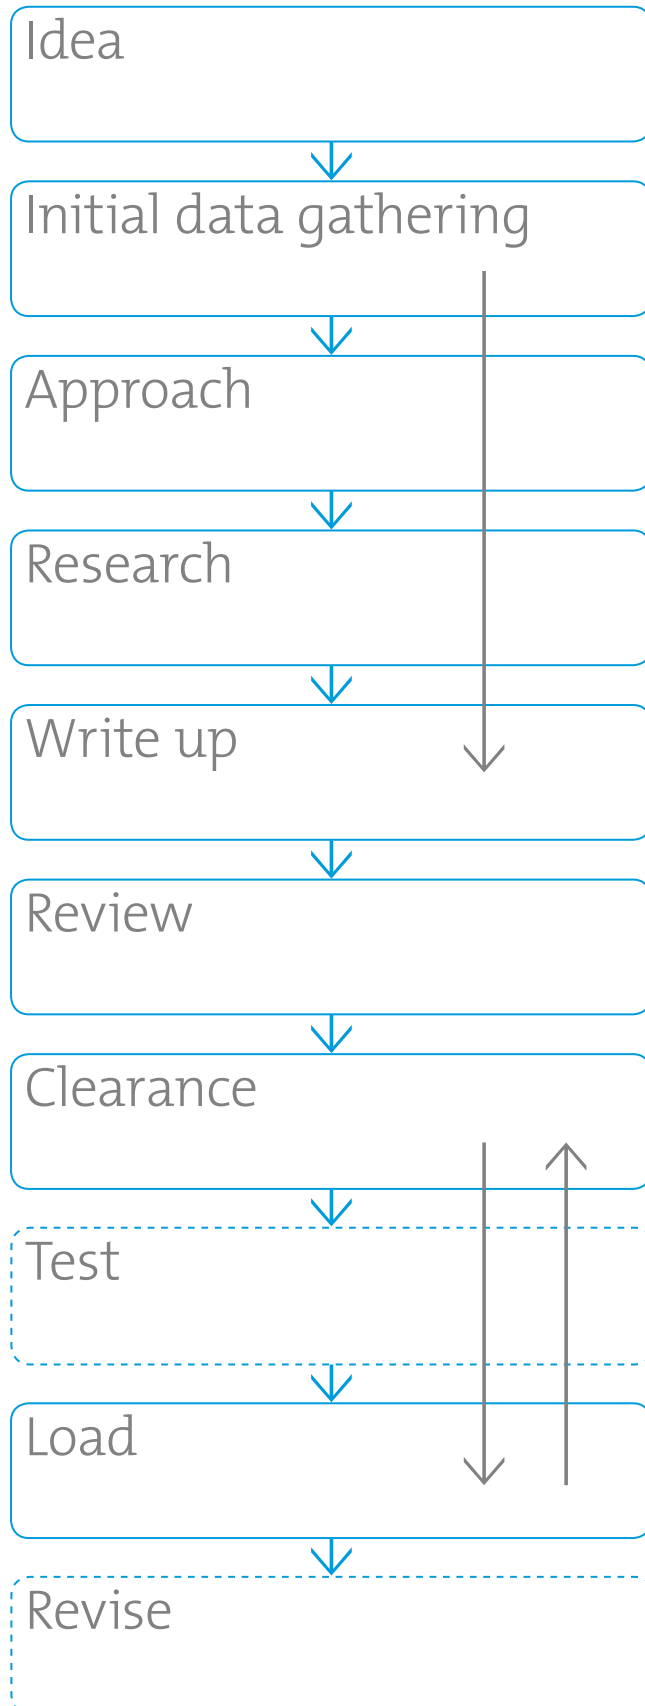 Idea
Initial data gathering
Approach
Research
Write up
Review
Clearance
Test
Load
Revise